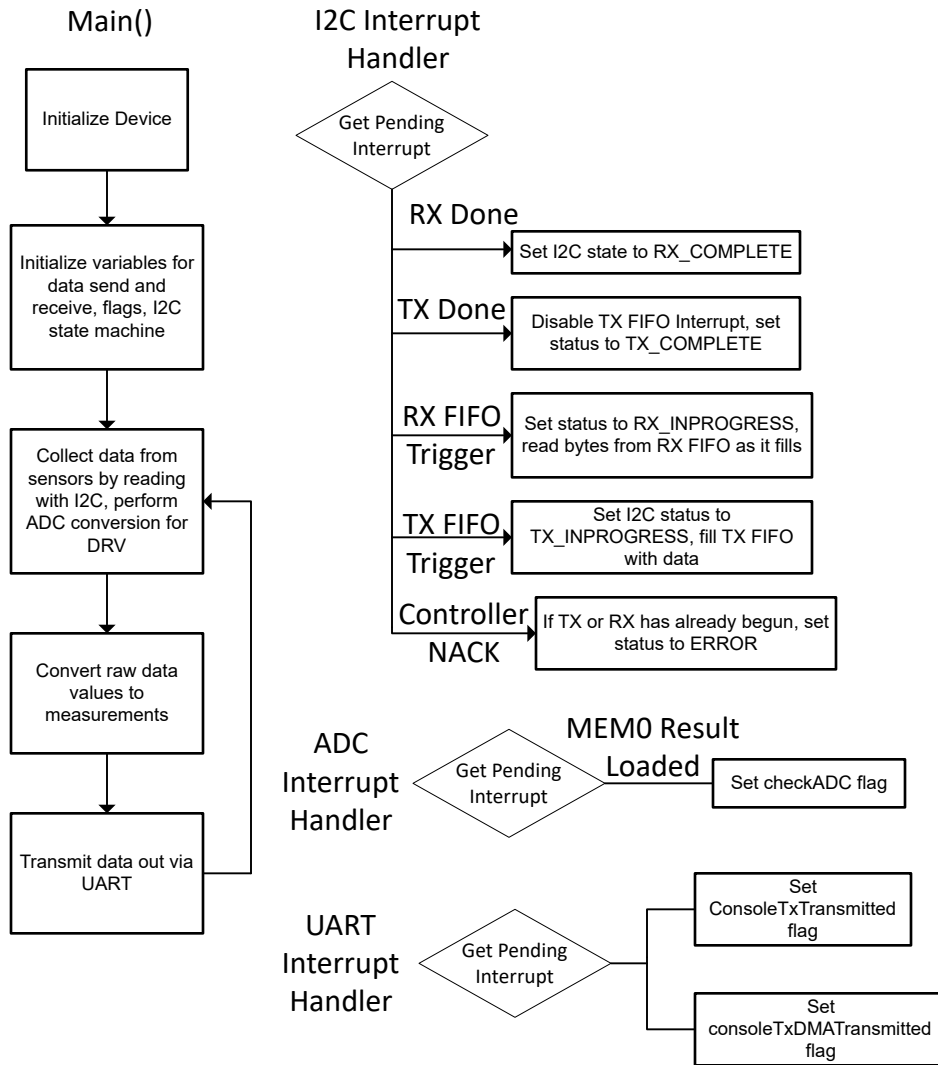 Main()
Initialize Device
Initialize variables for
data send and
receive, flags, I2C
state machine
Collect data from
sensors by reading
with I2C, perform
ADC conversion for
DRV
Convert raw data
values to
measurements
Transmit data out via
UART
I2C Interrupt
Handler
Get Pending
Interrupt
RX Done
Set I2C state to RX_COMPLETE
TX Done
Disable TX FIFO Interrupt, set
status to TX_COMPLETE
RX FIFO
Trigger
Set status to RX_INPROGRESS,
read bytes from RX FIFO as it fills
TX FIFO
Trigger
Set I2C status to
TX_INPROGRESS, fill TX FIFO
with data
Controller
NACK
If TX or RX has already begun, set
status to ERROR
ADC
Interrupt
Handler
Get Pending
Interrupt
MEM0 Result
Loaded
Set checkADC flag
UART
Interrupt
Handler
Get Pending
Interrupt
Set
ConsoleTxTransmitted
flag
Set
consoleTxDMATransmitted
flag